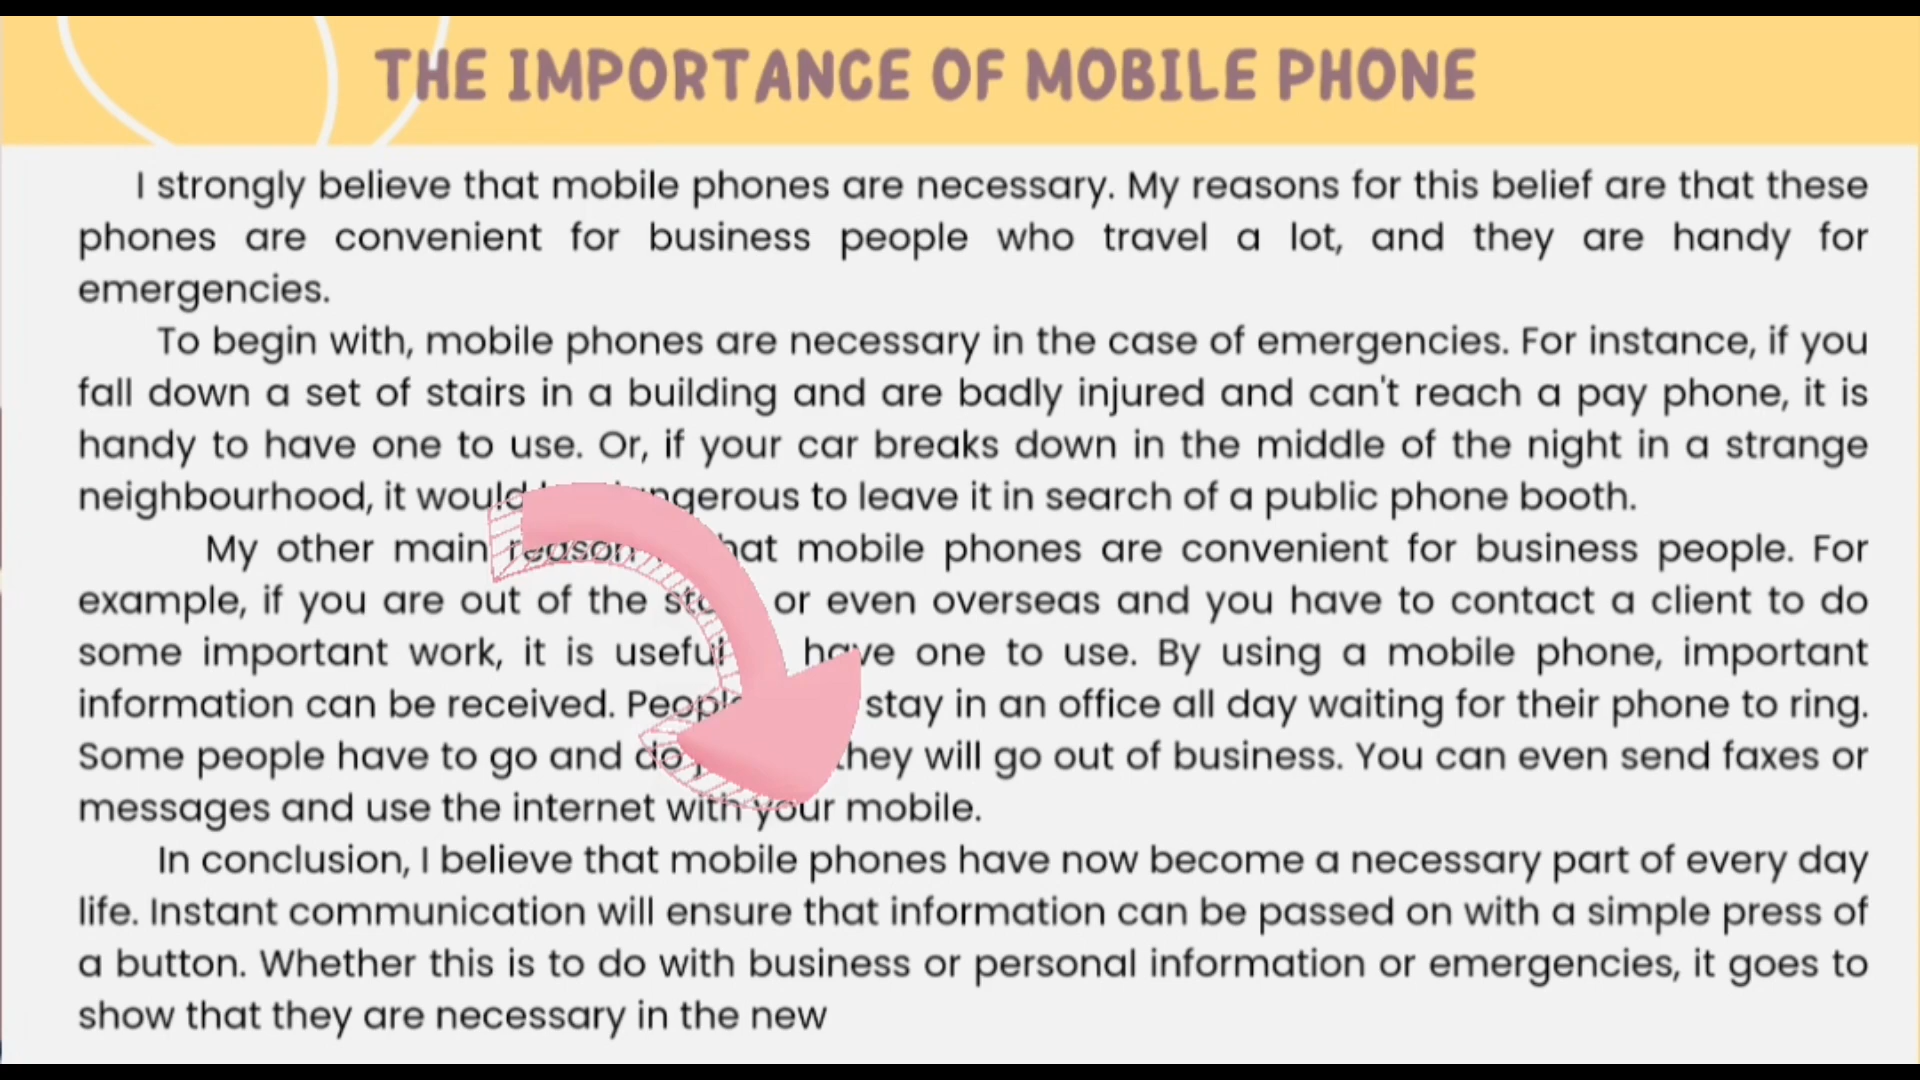 THE IMPORTANCE OF MOBILE PHONE
I strongly believe that mobile phones are necessary. My reasons for this belief are that these
phones are convenient for business people who travel a lot, and they are handy for
emergencies.
To begin with, mobile phones are necessary in the case of emergencies. For instance, if you
fall down a set of stairs in a building and are badly injured and can't reach a pay phone, it is
handy to have one to use. Or, if your car breaks down in the middle of the night in a strange
neighbourhood, it would dangerous to leave it in search of a public phone booth.
My other main reason that mobile phones are convenient for business people. For
example, if you are out of the or even overseas and you have to contact a client to do
some important work, it is useful have one to use. By using a mobile phone, important
information can be received. People stay in an office all day waiting for their phone to ring.
Some people have to go and do they will go out of business. You can even send faxes or
messages and use the internet with your mobile.
In conclusion, I believe that mobile phones have now become a necessary part of every day
life. Instant communication will ensure that information can be passed on with a simple press of
a button. Whether this is to do with business or personal information or emergencies, it goes to
show that they are necessary in the new